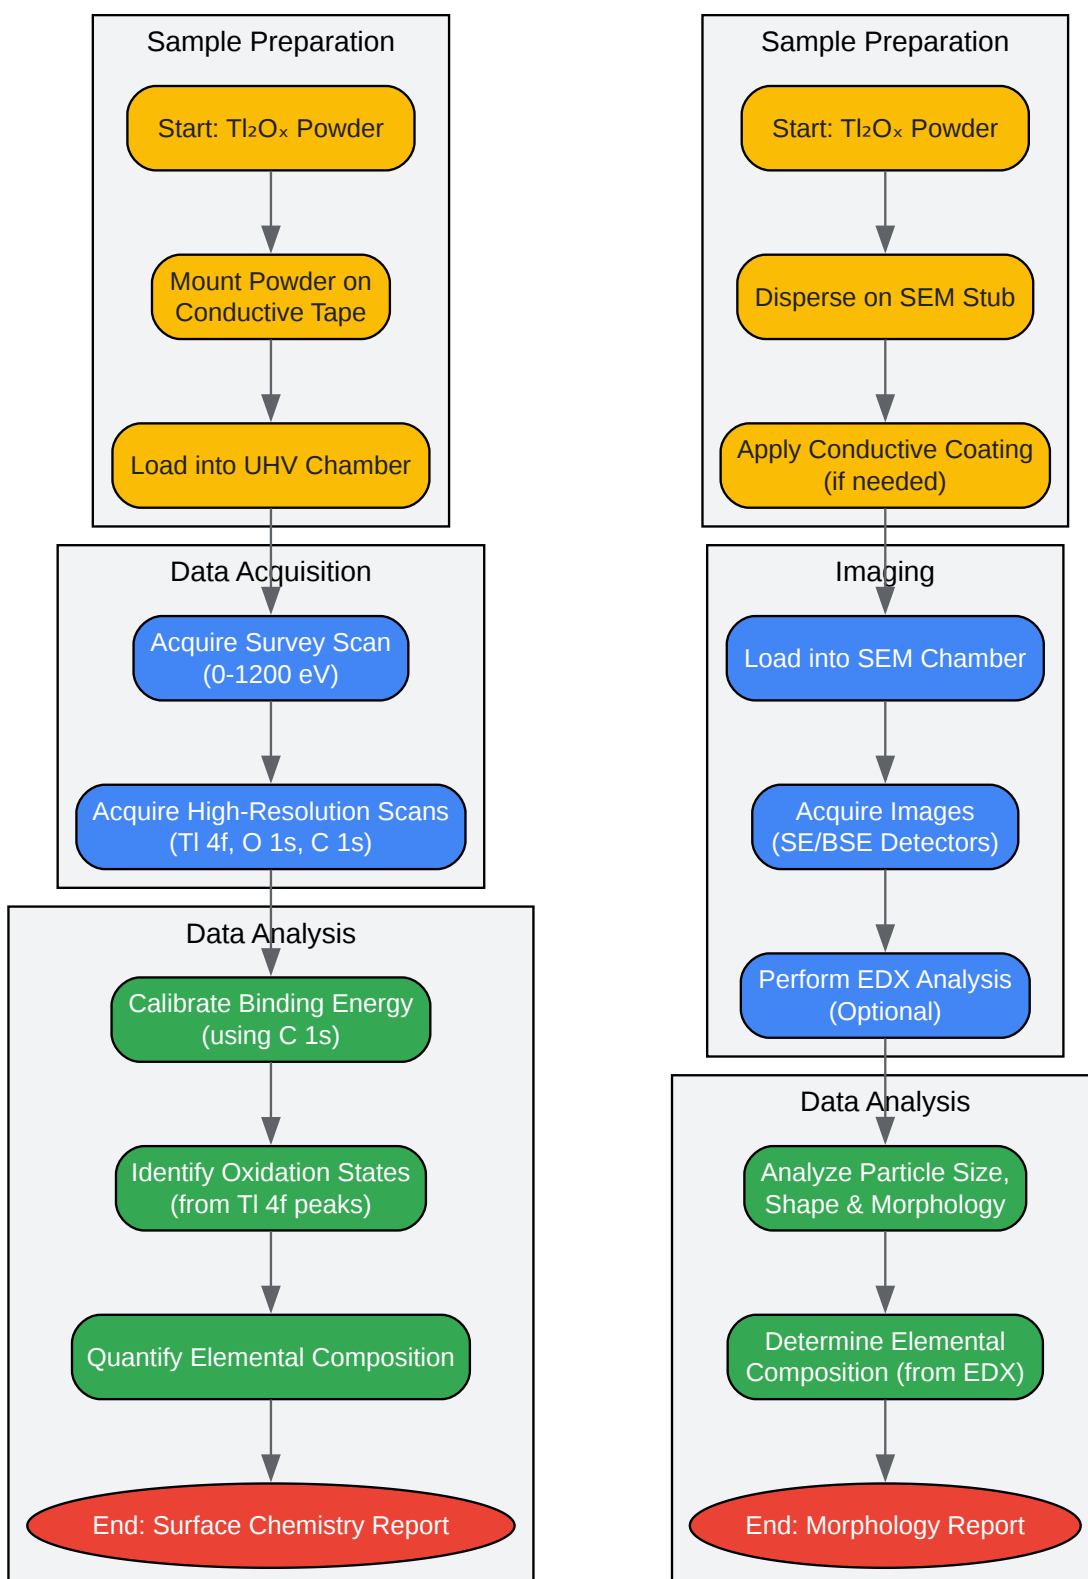 Sample Preparation
Start: Tl₂Oₓ Powder
Mount Powder on
Conductive Tape
Load into UHV Chamber
Data Acquisition
Acquire Survey Scan
(0-1200 eV)
Acquire High-Resolution Scans
(Tl 4f, O 1s, C 1s)
Data Analysis
Calibrate Binding Energy
(using C 1s)
Identify Oxidation States
(from Tl 4f peaks)
Quantify Elemental Composition
End: Surface Chemistry Report
Sample Preparation
Start: Tl₂Oₓ Powder
Disperse on SEM Stub
Apply Conductive Coating
(if needed)
Imaging
Load into SEM Chamber
Acquire Images
(SE/BSE Detectors)
Perform EDX Analysis
(Optional)
Data Analysis
Analyze Particle Size,
Shape & Morphology
Determine Elemental
Composition (from EDX)
End: Morphology Report